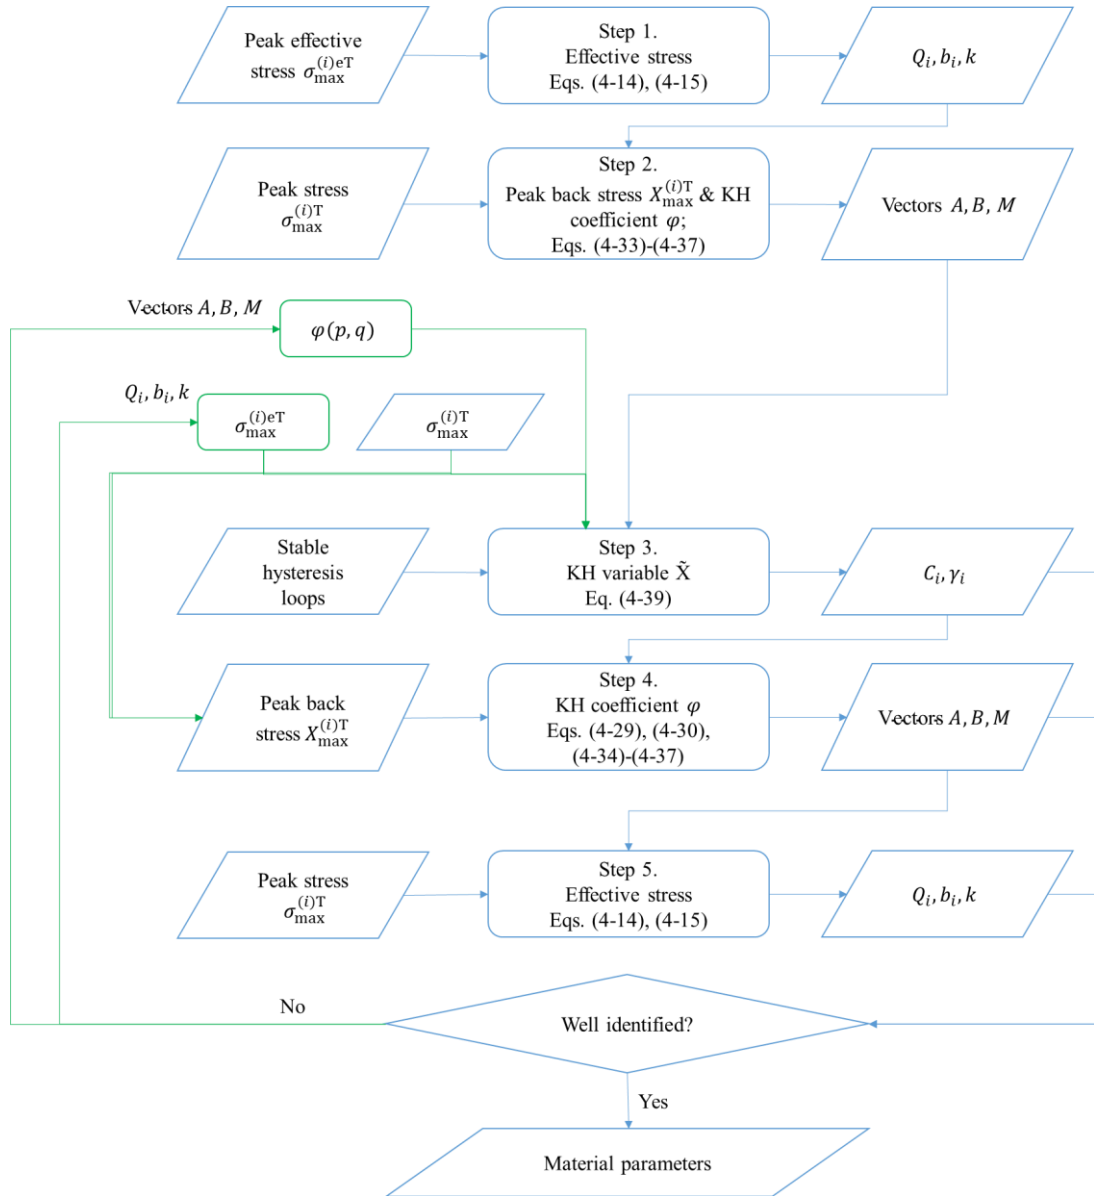 Peak effective
stress σ_max^(i)eT
Step 1.
Effective stress
Eqs. (4-14), (4-15)
Q_i, b_i, k
Peak stress
σ_max^(i)T
Step 2.
Peak back stress X_max^(i)T & KH
coefficient φ;
Eqs. (4-33)-(4-37)
Vectors A, B, M
Vectors A, B, M
φ(p, q)
Q_i, b_i, k
σ_max^(i)eT
σ_max^(i)T
Stable
hysteresis
loops
Step 3.
KH variable X̃
Eq. (4-39)
C_i, γ_i
Peak back
stress X_max^(i)T
Step 4.
KH coefficient φ
Eqs. (4-29), (4-30),
(4-34)-(4-37)
Vectors A, B, M
Peak stress
σ_max^(i)T
Step 5.
Effective stress
Eqs. (4-14), (4-15)
Q_i, b_i, k
No
Well identified?
Yes
Material parameters